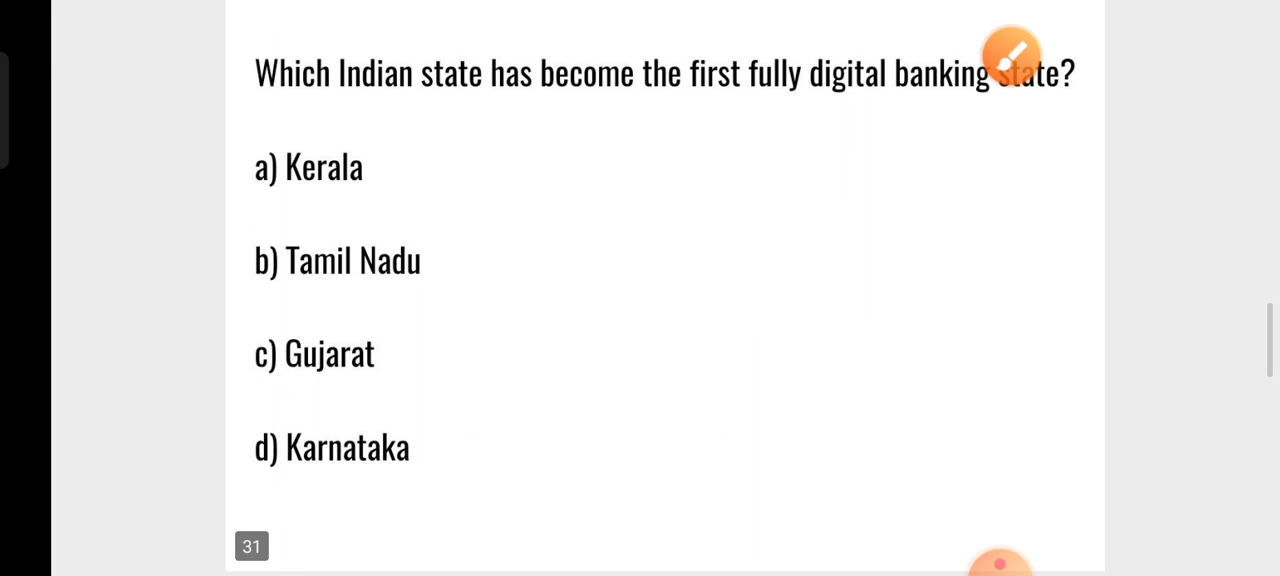 Which Indian state has become the first fully digital banking state?
a) Kerala
b) Tamil Nadu
c) Gujarat
d) Karnataka
31